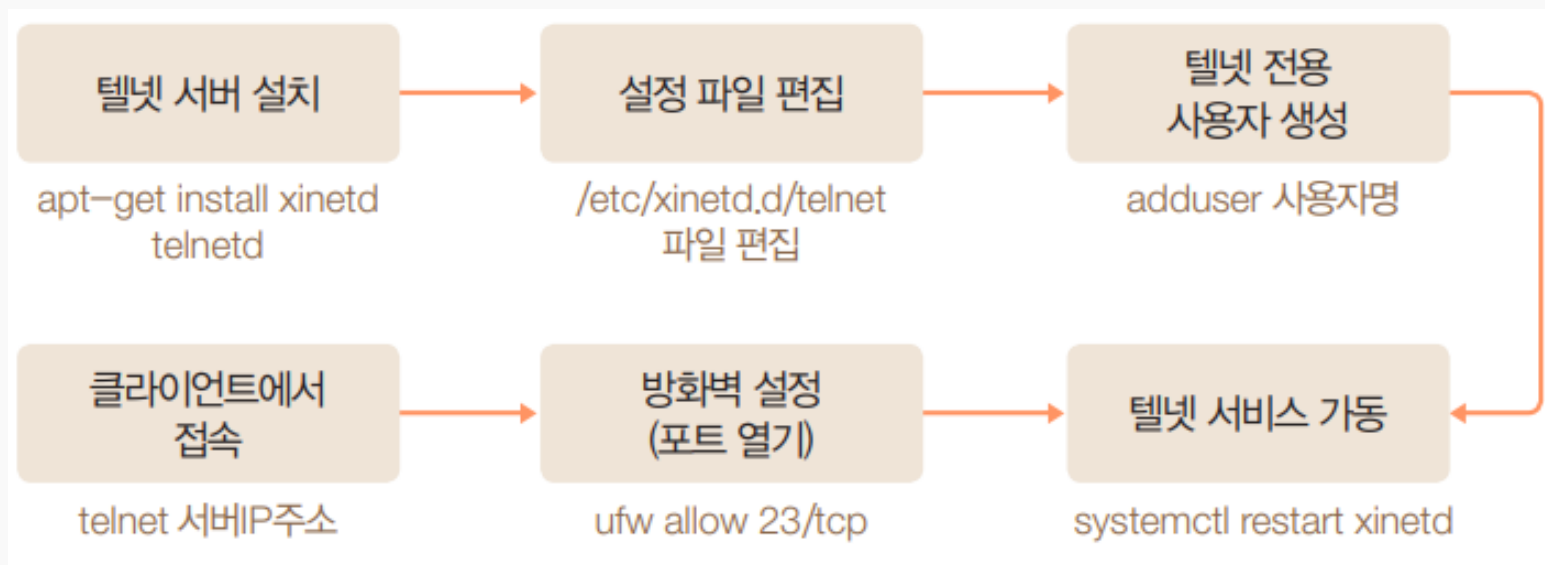 텔넷 서버 설치
apt-get install xinetd
telnetd
설정 파일 편집
/etc/xinetd.d/telnet
파일 편집
텔넷 전용
사용자 생성
adduser 사용자명
클라이언트에서
접속
telnet 서버IP주소
방화벽 설정
(포트 열기)
ufw allow 23/tcp
텔넷 서비스 가동
systemctl restart xinetd